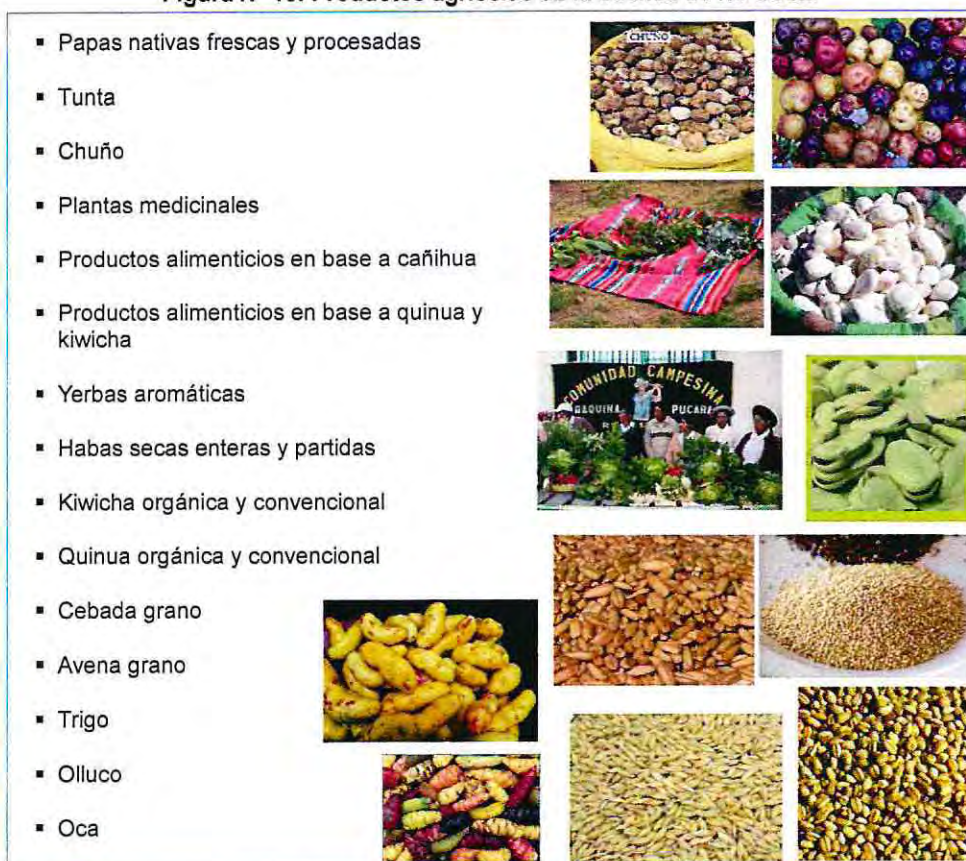 ▪ Papas nativas frescas y procesadas
▪ Tunta
▪ Chuño
▪ Plantas medicinales
▪ Productos alimenticios en base a cañihua
▪ Productos alimenticios en base a quinua y
kiwicha
▪ Yerbas aromáticas
▪ Habas secas enteras y partidas
▪ Kiwicha orgánica y convencional
▪ Quinua orgánica y convencional
▪ Cebada grano
▪ Avena grano
▪ Trigo
▪ Olluco
▪ Oca
CHUÑO
COMUNIDAD CAMPESINA
PUCARA